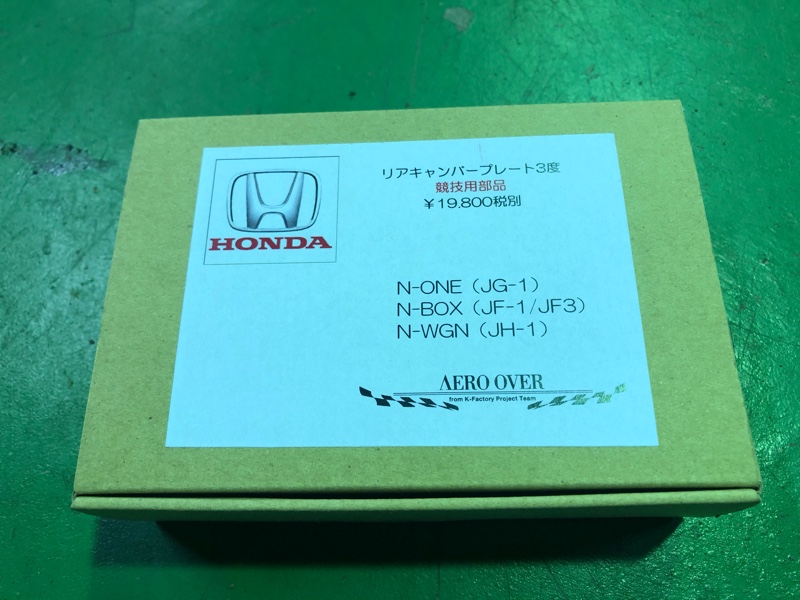 リアキャンバープレート3度
競技用部品
￥19,800税別
HONDA
N-ONE（JG-1）
N-BOX（JF-1/JF3）
N-WGN（JH-1）
AERO OVER
from K-Factory Project Team